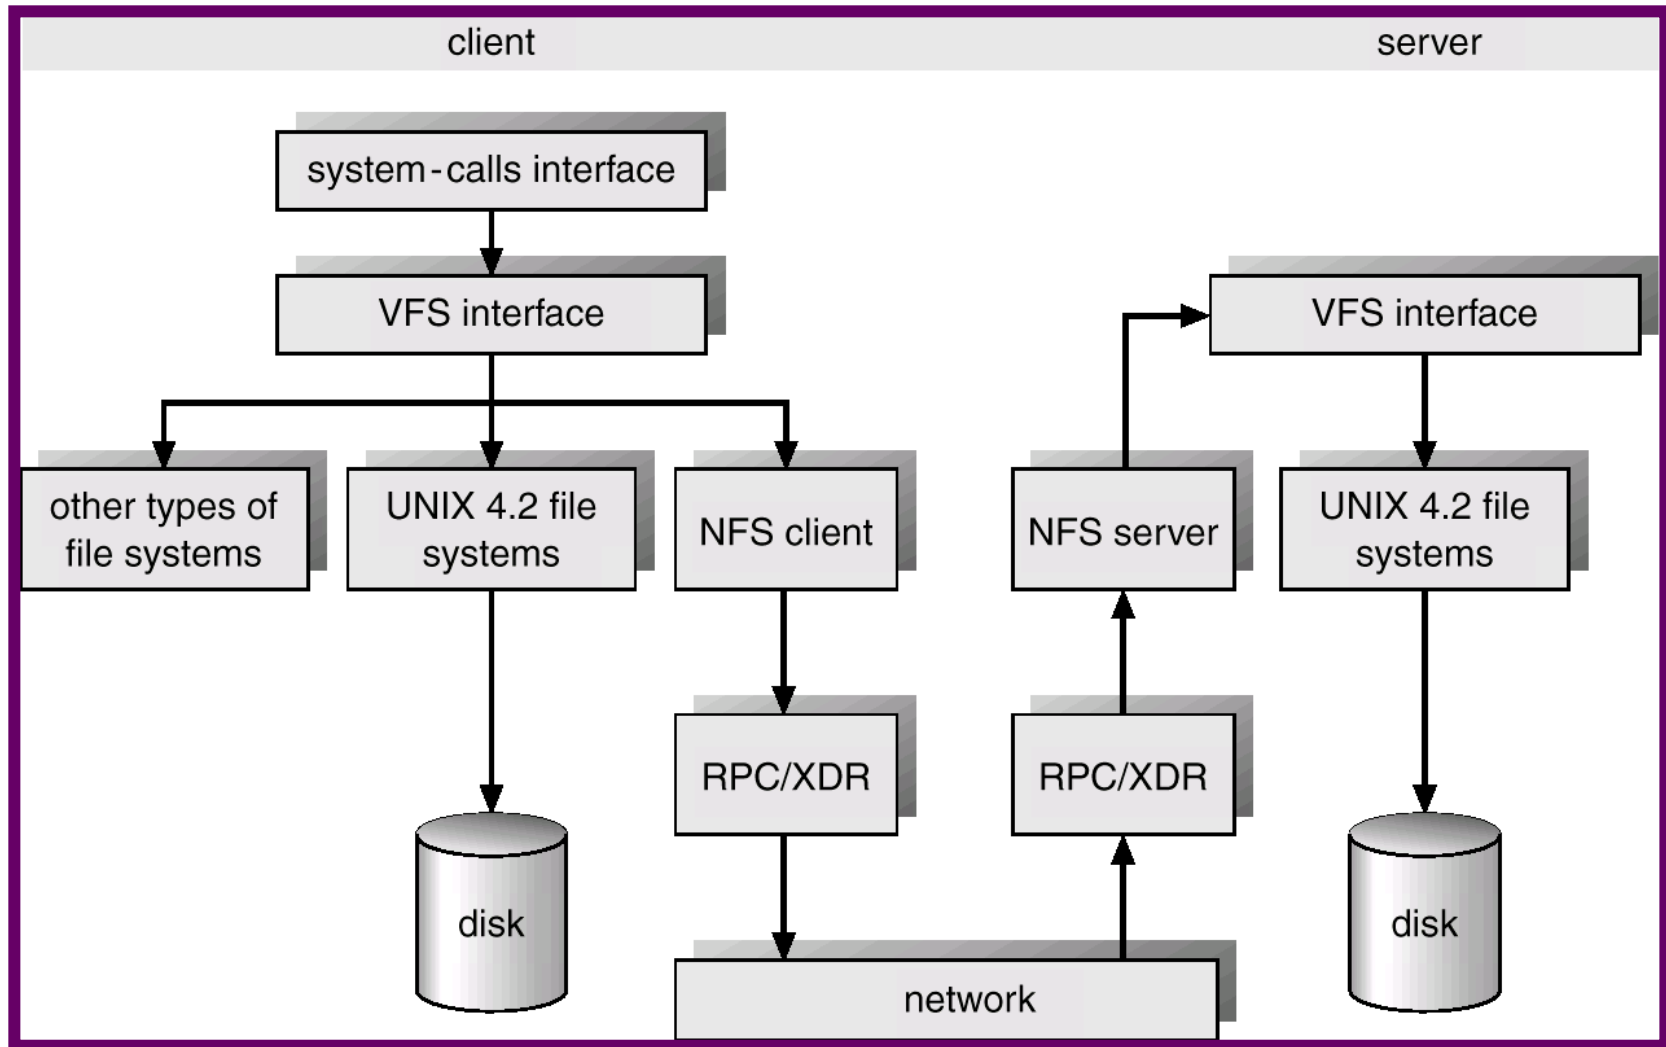 client
server
system-calls interface
VFS interface
VFS interface
other types of
file systems
UNIX 4.2 file
systems
NFS client
NFS server
UNIX 4.2 file
systems
RPC/XDR
RPC/XDR
disk
disk
network